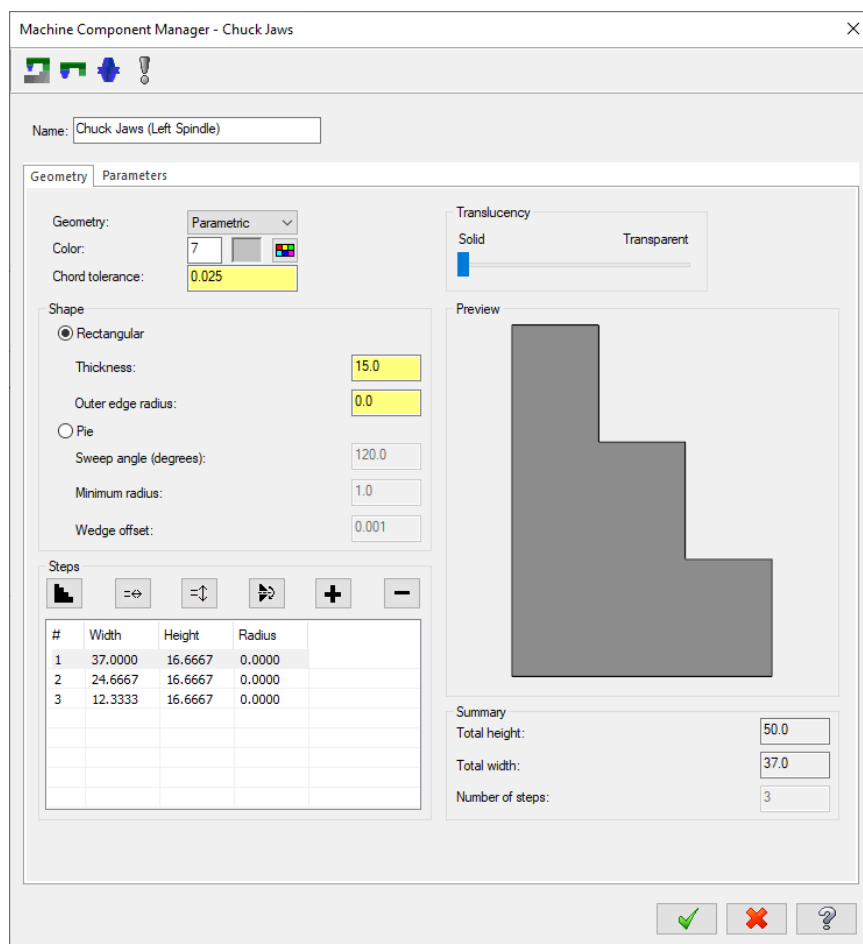 Machine Component Manager - Chuck Jaws
Name: Chuck Jaws (Left Spindle)
Geometry Parameters
Geometry: Parametric
Color: 7
Chord tolerance: 0.025
Translucency
Solid Transparent
Shape
Rectangular
Thickness: 15.0
Outer edge radius: 0.0
Pie
Sweep angle (degrees): 120.0
Minimum radius: 1.0
Wedge offset: 0.001
Preview
Steps
# Width Height Radius
1 37.0000 16.6667 0.0000
2 24.6667 16.6667 0.0000
3 12.3333 16.6667 0.0000
Summary
Total height: 50.0
Total width: 37.0
Number of steps: 3